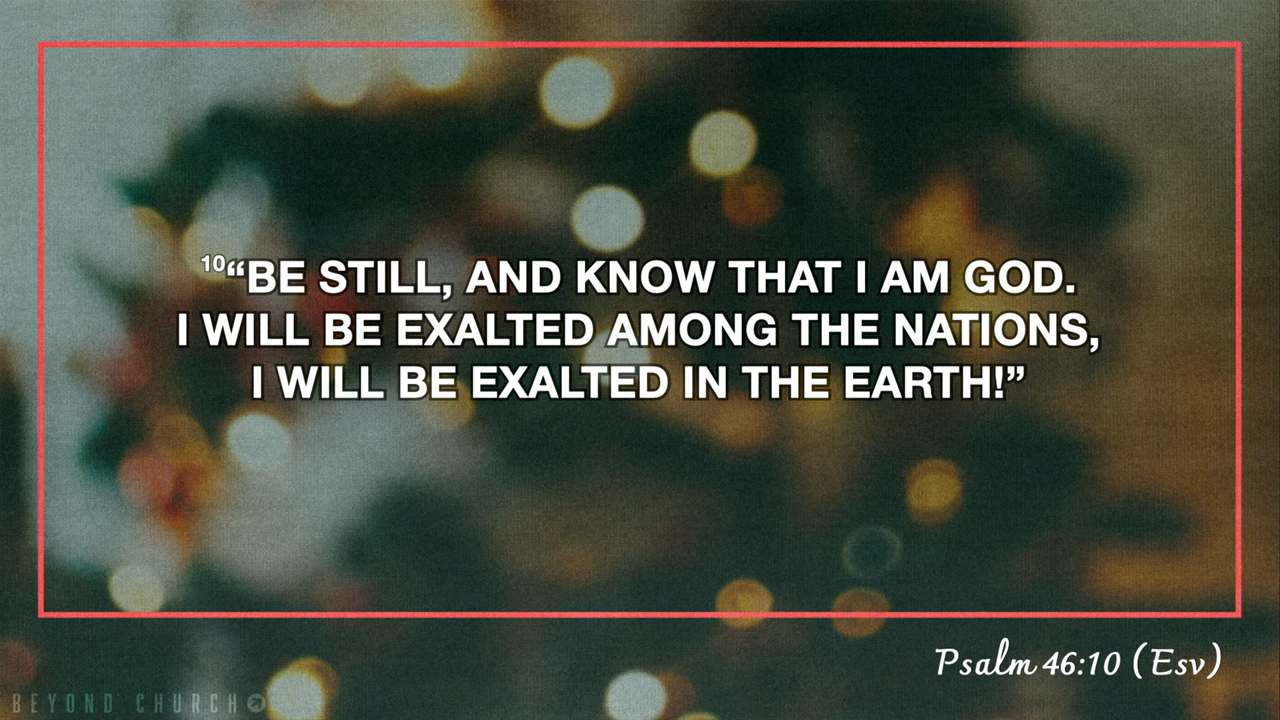 10“BE STILL, AND KNOW THAT I AM GOD.
I WILL BE EXALTED AMONG THE NATIONS,
I WILL BE EXALTED IN THE EARTH!”
Psalm 46:10 (Esv)
BEYOND CHURCH